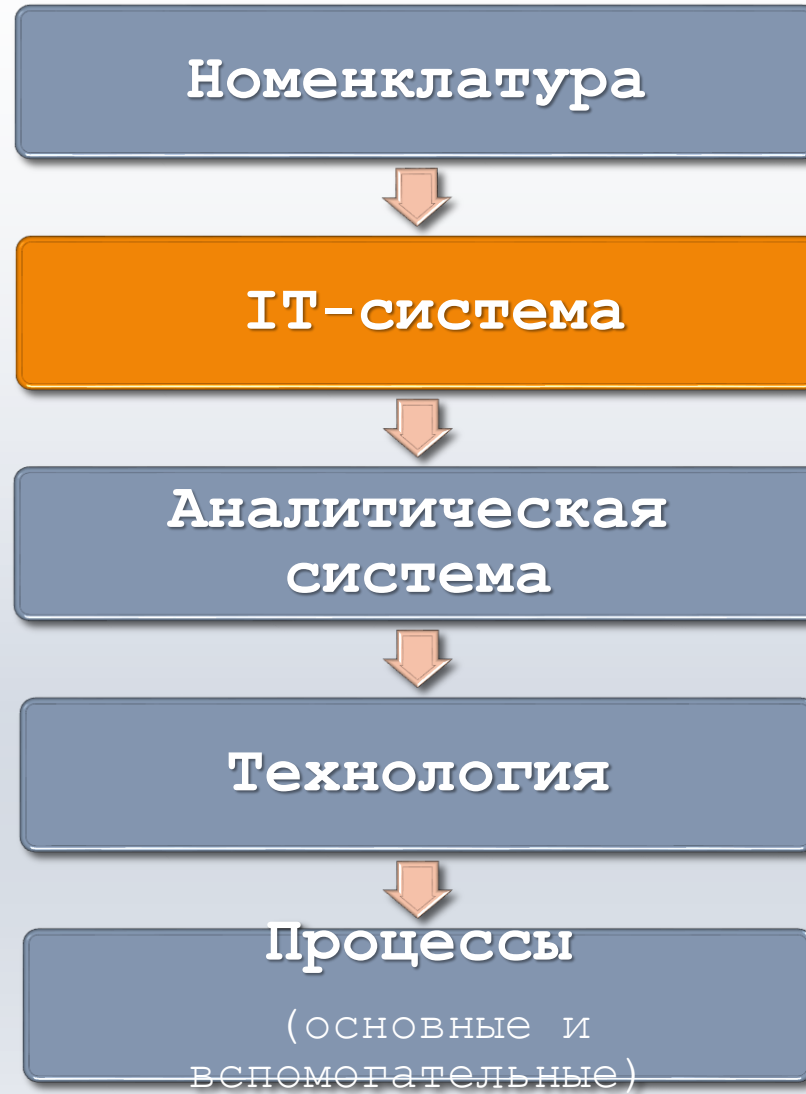 Номенклатура
IT-система
Аналитическая
система
Технология
Процессы
(основные и
вспомогательные)